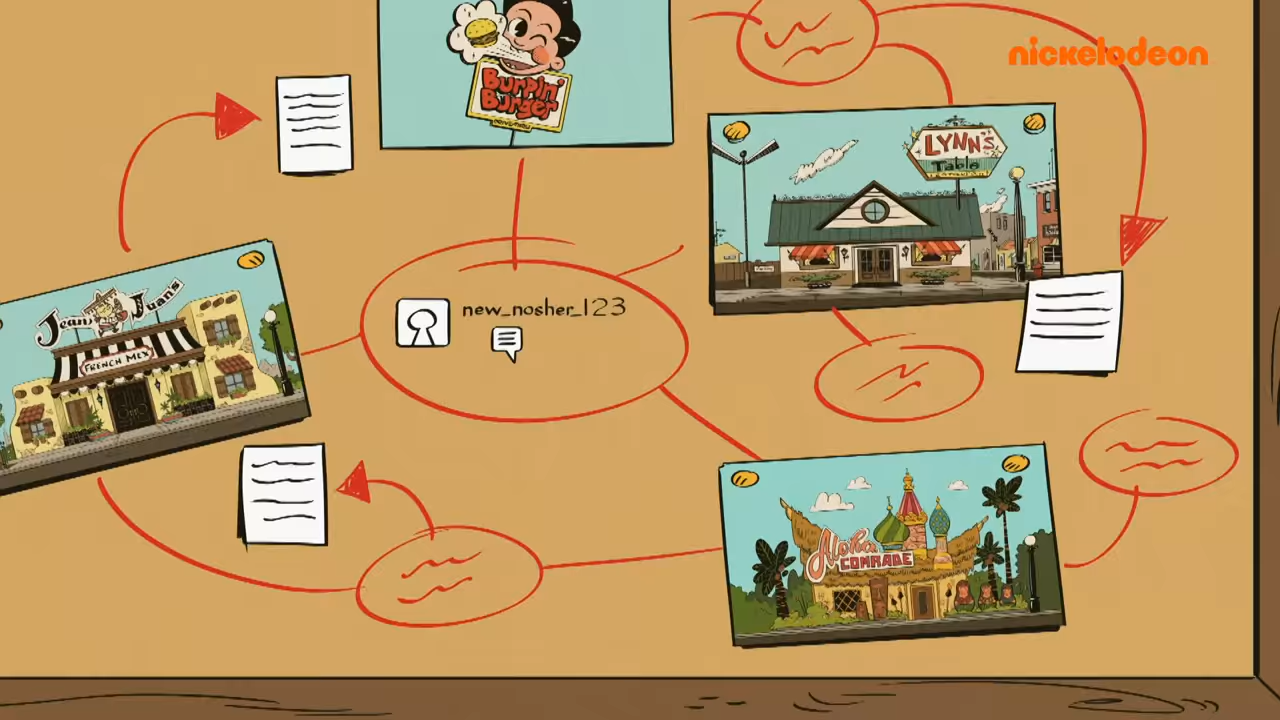 nickelodeon
Burpin'
Burger
LYNN'S
Table
Jean Juan's
FRENCH MEX
new_nosher_123
Aloha
COMRADE